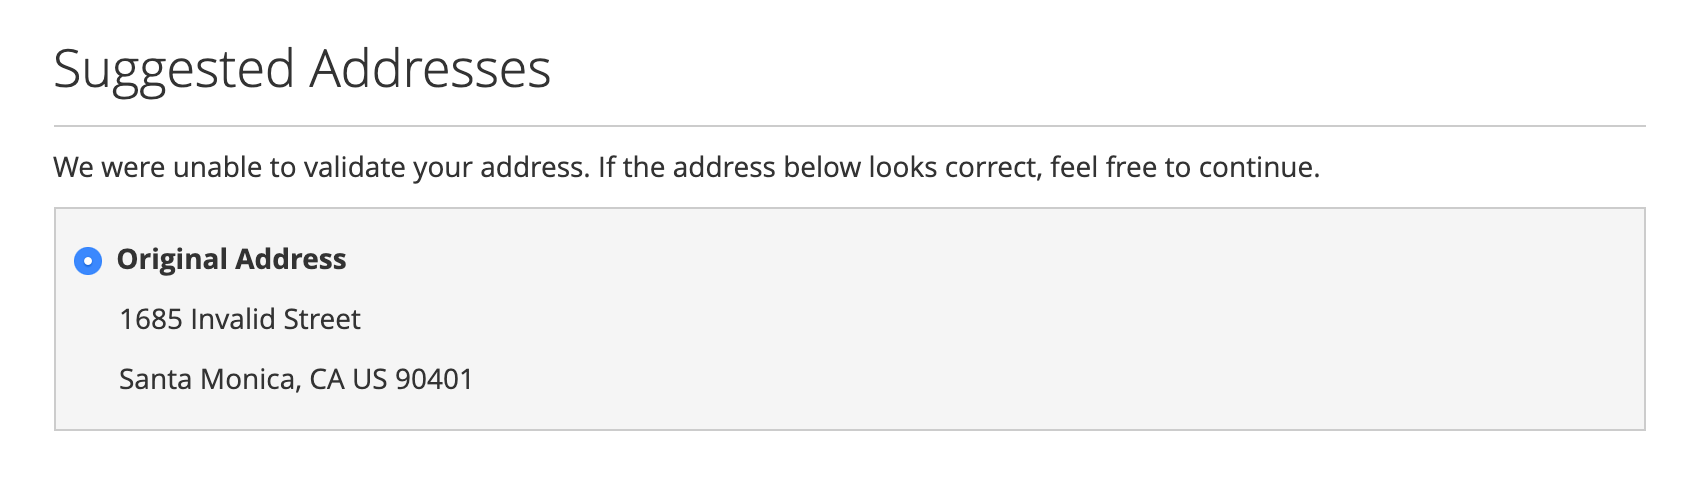 Suggested Addresses
We were unable to validate your address. If the address below looks correct, feel free to continue.
Original Address
1685 Invalid Street
Santa Monica, CA US 90401